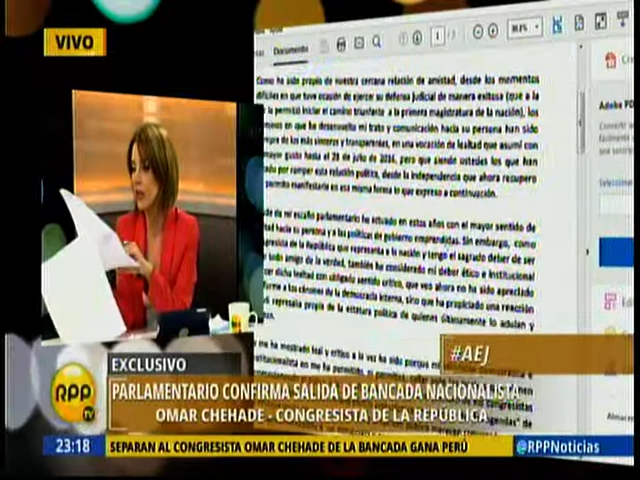 VIVO
Documento
Como ha sido propio de nuestra cercana relación de amistad, desde los momentos
difíciles en que tuve ocasión de ejercer su defensa judicial de manera exitosa (que a la
le permitió iniciar el camino triunfante a la primera magistratura de la nación), los
en que he desenvuelto mi trato y comunicación hacia su persona han sido
de los más sinceros y transparentes, en una vocación de lealtad que asumí con
mayor gusto hasta el 28 de julio de 2016, pero que siendo ustedes los que han
por romper esta relación política, desde la independencia que ahora recupero
permito manifestarle en esa misma forma lo que expreso a continuación.
de mi escaño parlamentario he actuado en estos años con el mayor sentido de
hacia su persona y a las políticas de gobierno emprendidas. Sin embargo, como
de la República que representa a la nación y tengo el sagrado deber de ser
todo amigo de la verdad, también he considerado mi deber ético e institucional
dicha lealtad con obligado sentido crítico, que veo ahora no ha sido apreciado
a los cánones de la democracia interna, sino que ha propiciado una reacción
propia de la estatura política de quienes últimamente lo adulan y
me ha mostrado leal y crítico a la vez ha sido porque
Adobe PD
#AEJ
EXCLUSIVO
RPP TV
PARLAMENTARIO CONFIRMA SALIDA DE BANCADA NACIONALISTA
OMAR CHEHADE - CONGRESISTA DE LA REPÚBLICA
23:18
SEPARAN AL CONGRESISTA OMAR CHEHADE DE LA BANCADA GANA PERÚ
@RPPNoticias